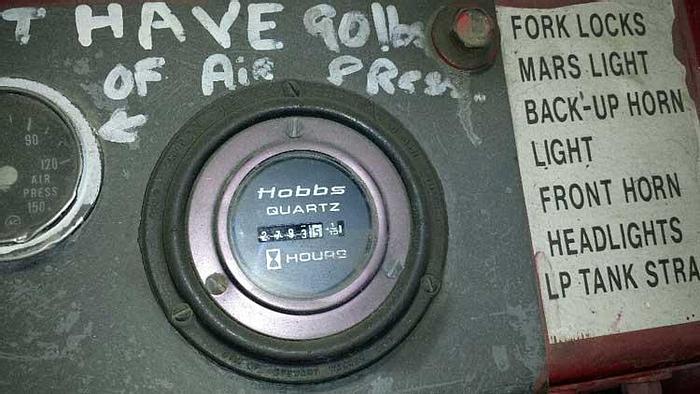 T HAVE 90lbs
OF Air PRess
90
120
AIR
PRESS
150
Hobbs
QUARTZ
HOURS
FORK LOCKS
MARS LIGHT
BACK-UP HORN
LIGHT
FRONT HORN
HEADLIGHTS
LP TANK STRA